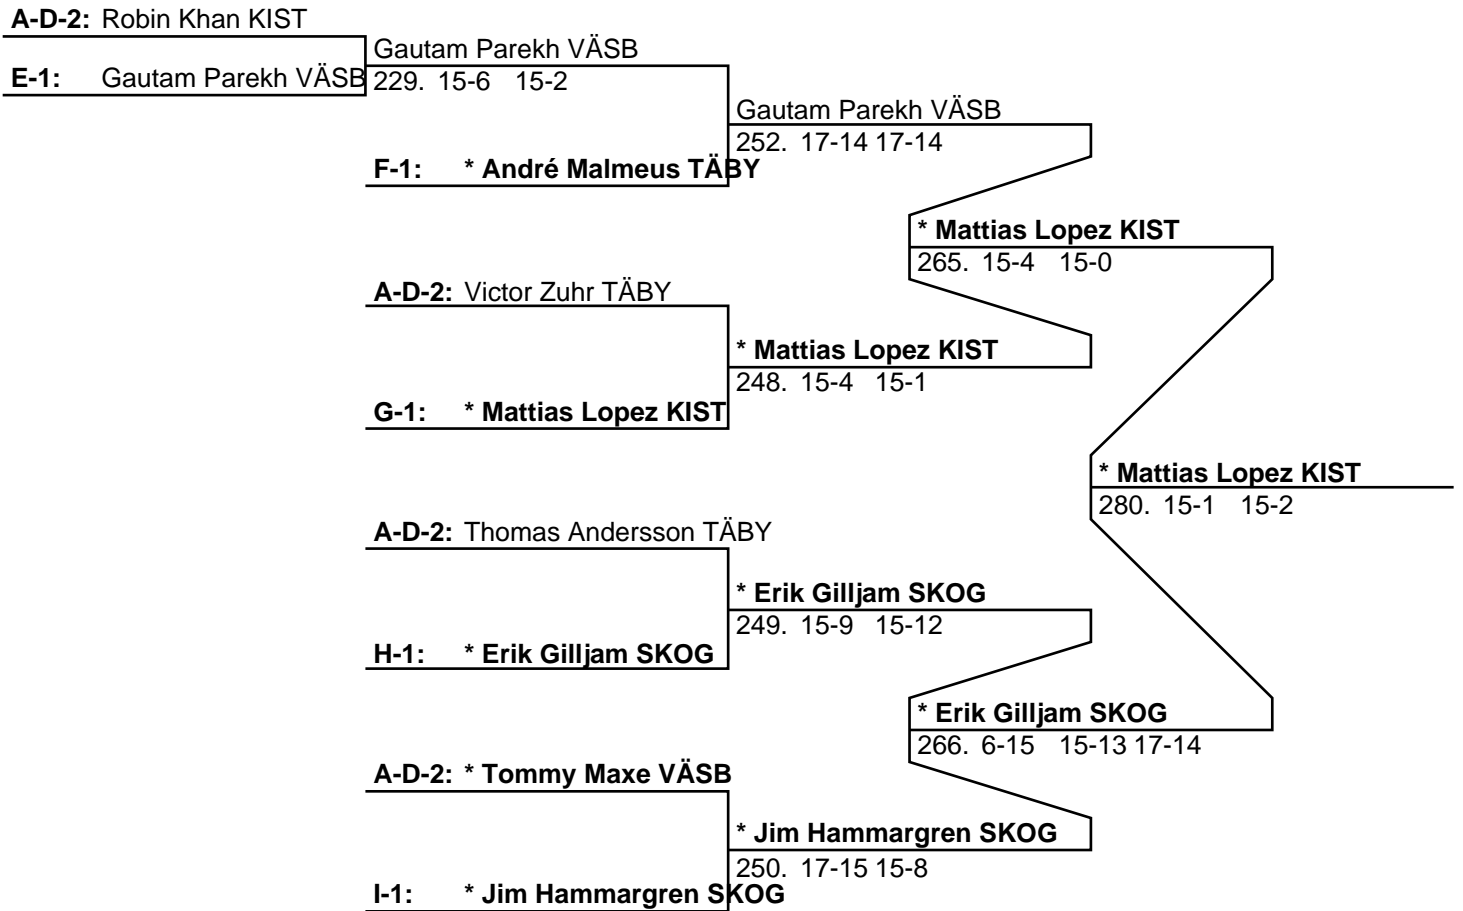 A-D-2: Robin Khan KIST
Gautam Parekh VÄSB
E-1: Gautam Parekh VÄSB
229. 15-6 15-2
Gautam Parekh VÄSB
252. 17-14 17-14
F-1: * André Malmeus TÄBY
* Mattias Lopez KIST
265. 15-4 15-0
A-D-2: Victor Zuhr TÄBY
* Mattias Lopez KIST
248. 15-4 15-1
G-1: * Mattias Lopez KIST
* Mattias Lopez KIST
280. 15-1 15-2
A-D-2: Thomas Andersson TÄBY
* Erik Gilljam SKOG
249. 15-9 15-12
H-1: * Erik Gilljam SKOG
* Erik Gilljam SKOG
266. 6-15 15-13 17-14
A-D-2: * Tommy Maxe VÄSB
* Jim Hammargren SKOG
250. 17-15 15-8
I-1: * Jim Hammargren SKOG